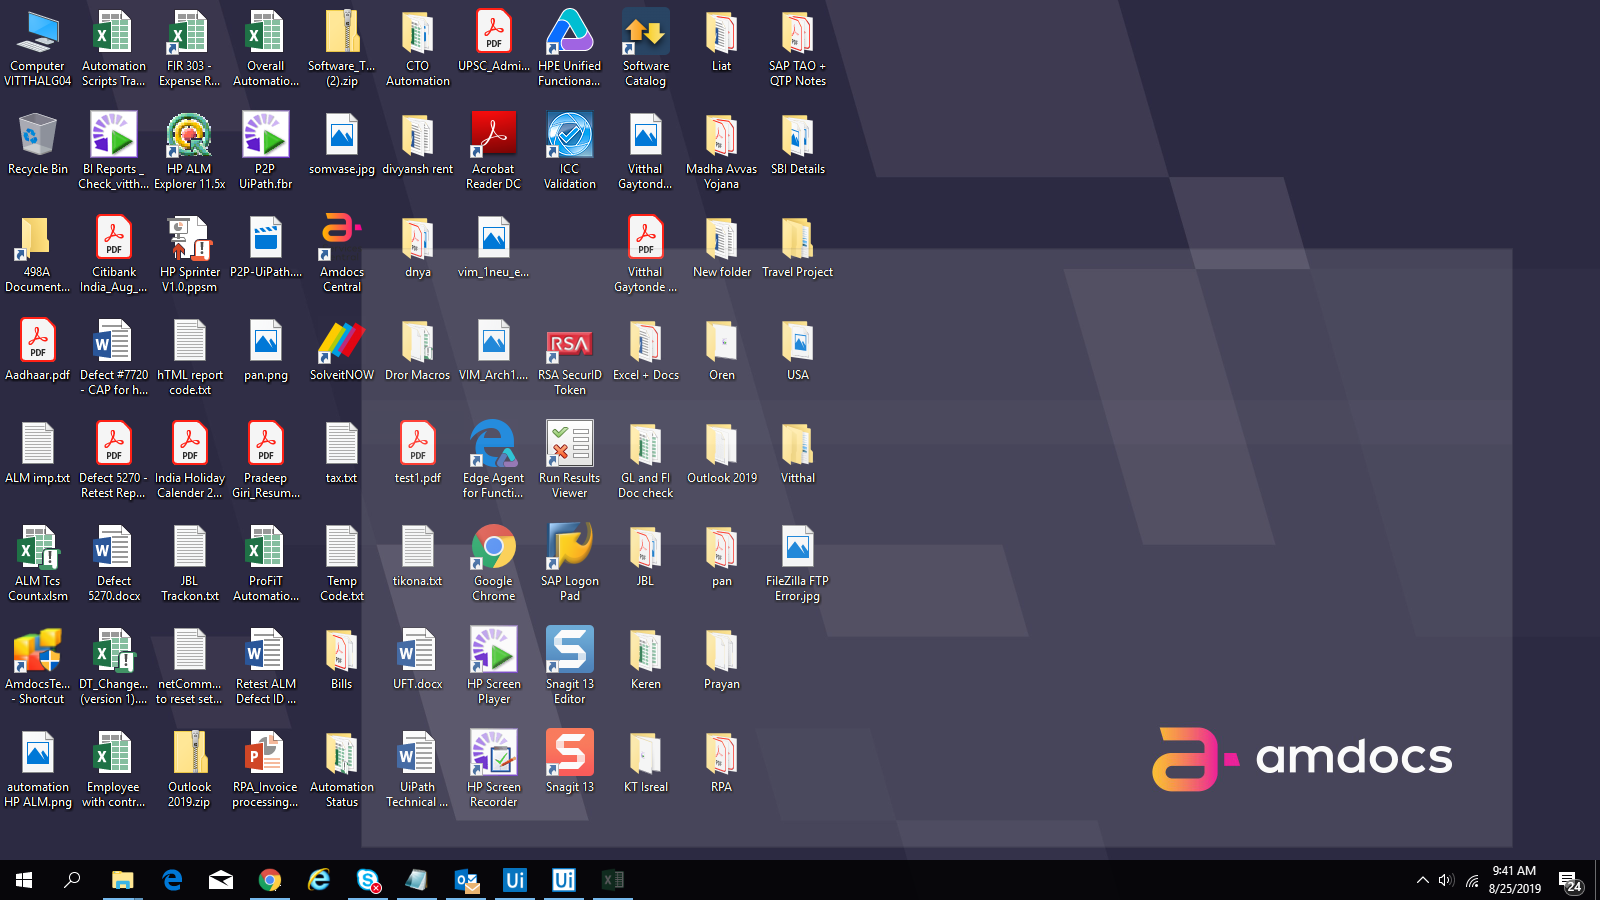 Computer
VITTHALG04
Automation
Scripts Tra...
FIR 303 -
Expense R...
Overall
Automatio...
Software_T...
(2).zip
CTO
Automation
PDF
UPSC_Admi...
HPE Unified
Functiona...
Software
Catalog
Liat
SAP TAO +
QTP Notes
Recycle Bin
BI Reports _
Check_vitth...
HP ALM
Explorer 11.5x
P2P
UiPath.fbr
somvase.jpg
divyansh rent
Acrobat
Reader DC
ICC
Validation
Vitthal
Gaytond...
Madha Avvas
Yojana
SBI Details
498A
Document...
PDF
Citibank
India_Aug_...
HP Sprinter
V1.0.ppsm
P2P-UiPath....
Amdocs
Central
dnya
vim_1neu_e...
PDF
Vitthal
Gaytonde ...
New folder
Travel Project
PDF
Aadhaar.pdf
Defect #7720
- CAP for h...
hTML report
code.txt
pan.png
SolveitNOW
Dror Macros
VIM_Arch1....
RSA
RSA SecurID
Token
Excel + Docs
Oren
USA
ALM imp.txt
PDF
Defect 5270 -
Retest Rep...
PDF
India Holiday
Calender 2...
PDF
Pradeep
Giri_Resum...
tax.txt
PDF
test1.pdf
Edge Agent
for Functi...
Run Results
Viewer
GL and FI
Doc check
Outlook 2019
Vitthal
ALM Tcs
Count.xlsm
Defect
5270.docx
JBL
Trackon.txt
ProFiT
Automatio...
Temp
Code.txt
tikona.txt
Google
Chrome
SAP Logon
Pad
JBL
pan
FileZilla FTP
Error.jpg
AmdocsTe...
- Shortcut
DT_Change...
(version 1)....
netComm...
to reset set...
Retest ALM
Defect ID ...
Bills
UFT.docx
HP Screen
Player
Snagit 13
Editor
Keren
Prayan
automation
HP ALM.png
Employee
with contr...
Outlook
2019.zip
RPA_Invoice
processing...
Automation
Status
UiPath
Technical ...
HP Screen
Recorder
Snagit 13
KT Isreal
RPA
amdocs
Ui
Ui
9:41 AM
8/25/2019
24